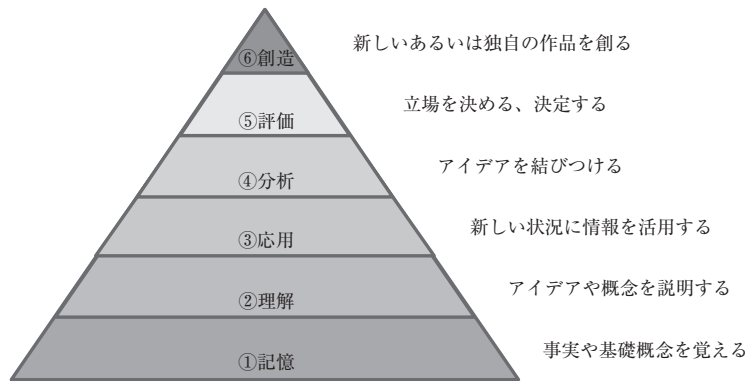 ⑥創造
新しいあるいは独自の作品を創る
⑤評価
立場を決める、決定する
④分析
アイデアを結びつける
③応用
新しい状況に情報を活用する
②理解
アイデアや概念を説明する
①記憶
事実や基礎概念を覚える